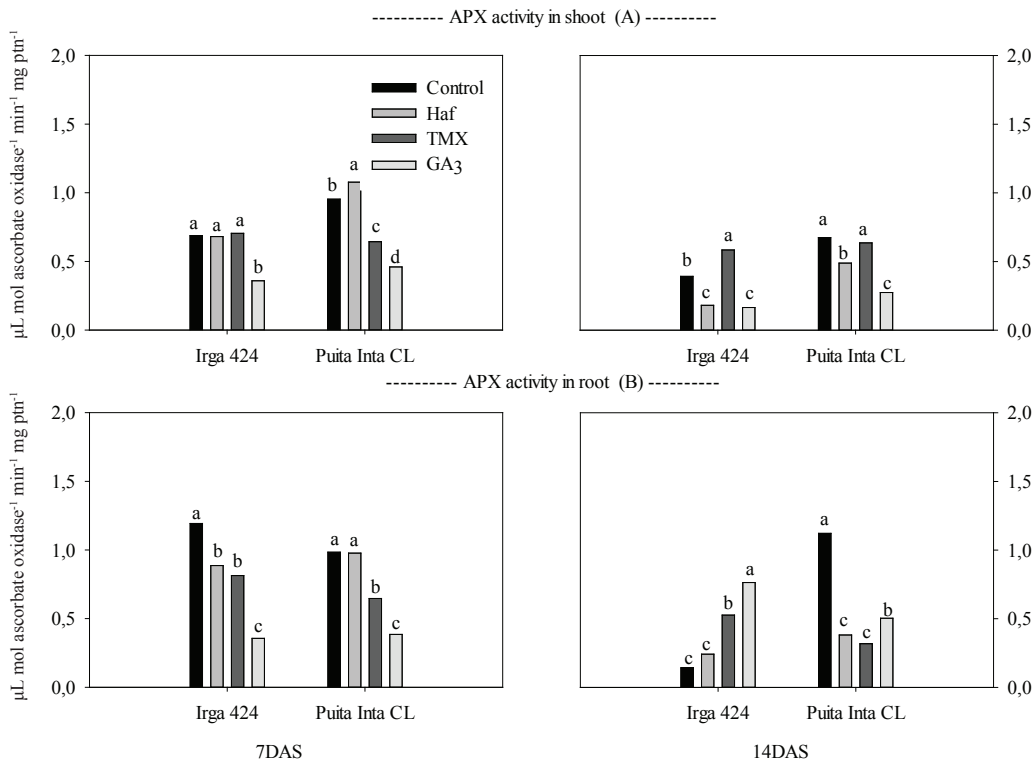 ---------- APX activity in shoot (A) ----------
µL mol ascorbate oxidase⁻¹ min⁻¹ mg ptn⁻¹
2,0
1,5
1,0
0,5
0,0
Control
Haf
TMX
GA₃
a a a b
b a c d
Irga 424 Puita Inta CL
b c a c
a b a c
Irga 424 Puita Inta CL
2,0
1,5
1,0
0,5
0,0
---------- APX activity in root (B) ----------
µL mol ascorbate oxidase⁻¹ min⁻¹ mg ptn⁻¹
2,0
1,5
1,0
0,5
0,0
a b b c
a a b c
Irga 424 Puita Inta CL
c c b a
a c c b
Irga 424 Puita Inta CL
2,0
1,5
1,0
0,5
0,0
7DAS 14DAS